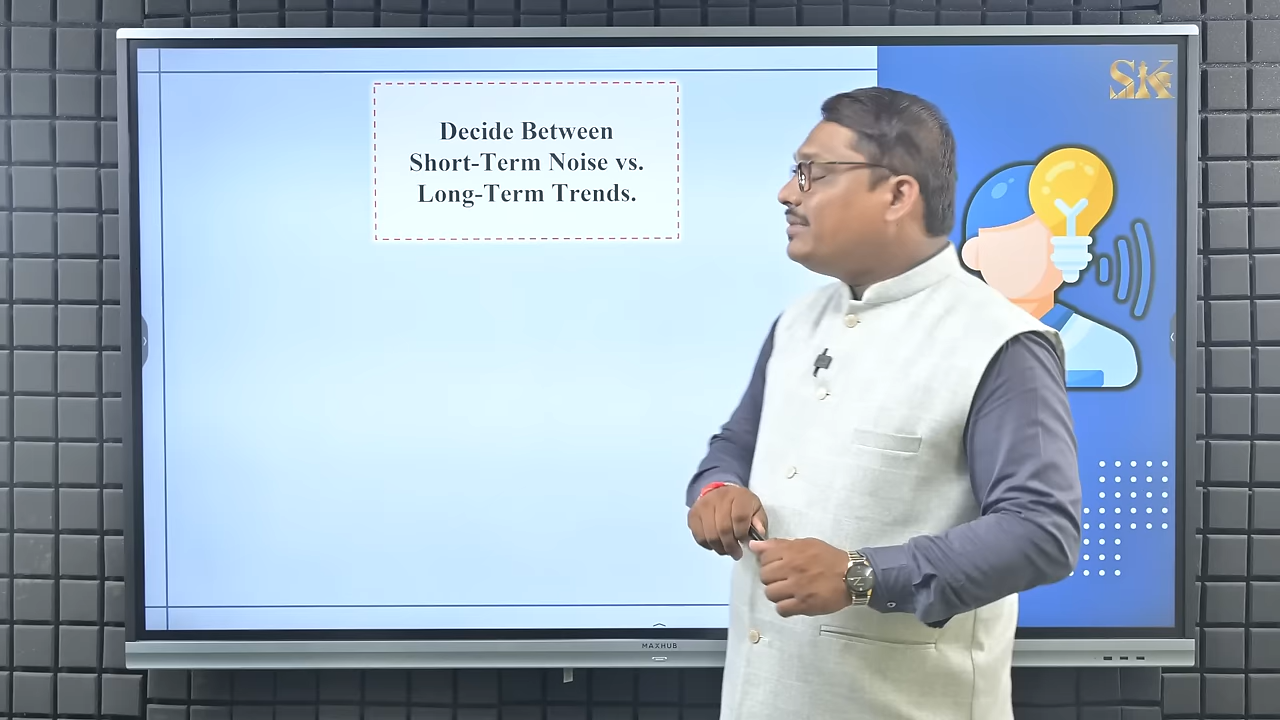 Decide Between
Short-Term Noise vs.
Long-Term Trends.
SK
MAXHUB